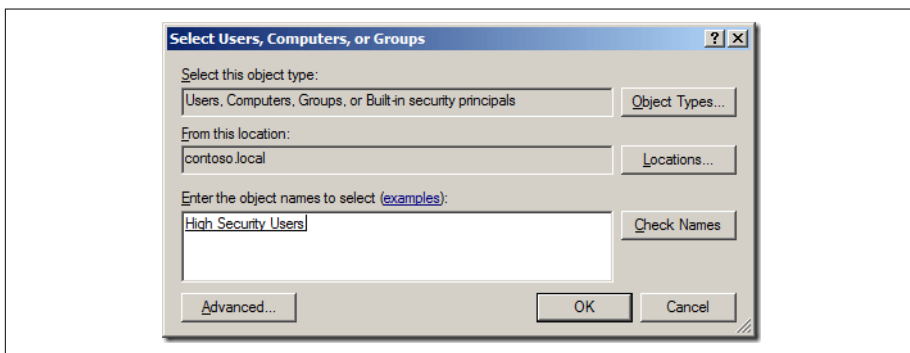 Select Users, Computers, or Groups
Select this object type:
Users, Computers, Groups, or Built-in security principals
Object Types...
From this location:
contoso.local
Locations...
Enter the object names to select (examples):
High Security Users
Check Names
Advanced...
OK
Cancel